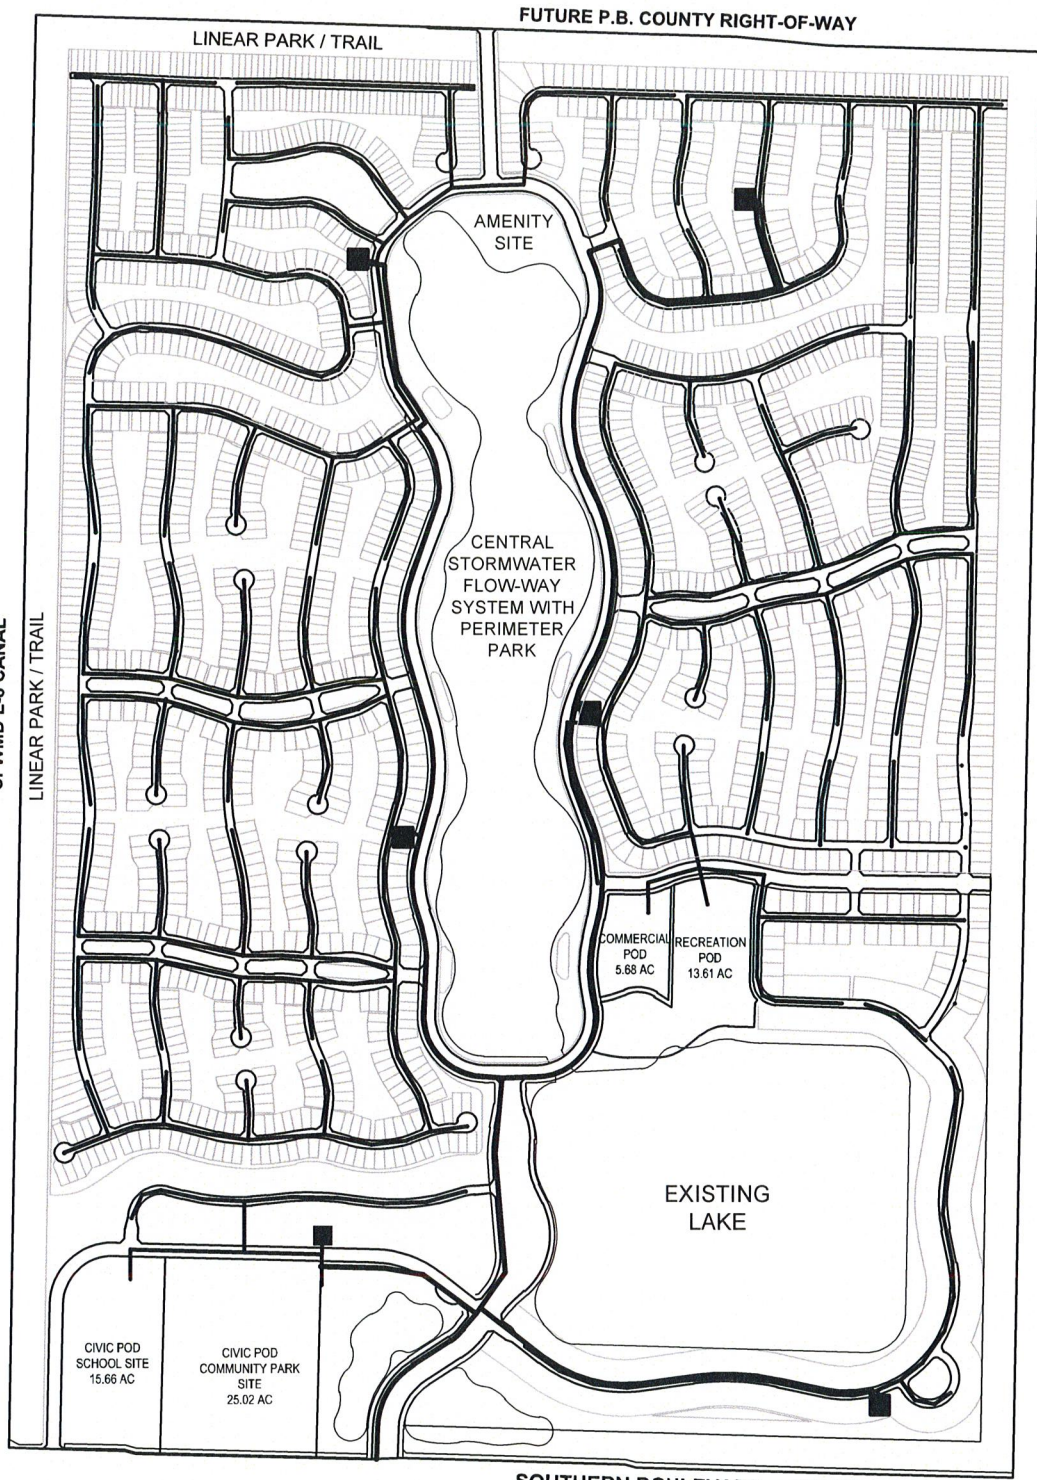 FUTURE P.B. COUNTY RIGHT-OF-WAY
LINEAR PARK / TRAIL
AMENITY
SITE
CENTRAL
STORMWATER
FLOW-WAY
SYSTEM WITH
PERIMETER
PARK
LINEAR PARK / TRAIL
CANAL
COMMERCIAL
POD
5.68 AC
RECREATION
POD
13.61 AC
EXISTING
LAKE
CIVIC POD
SCHOOL SITE
15.66 AC
CIVIC POD
COMMUNITY PARK
SITE
25.02 AC